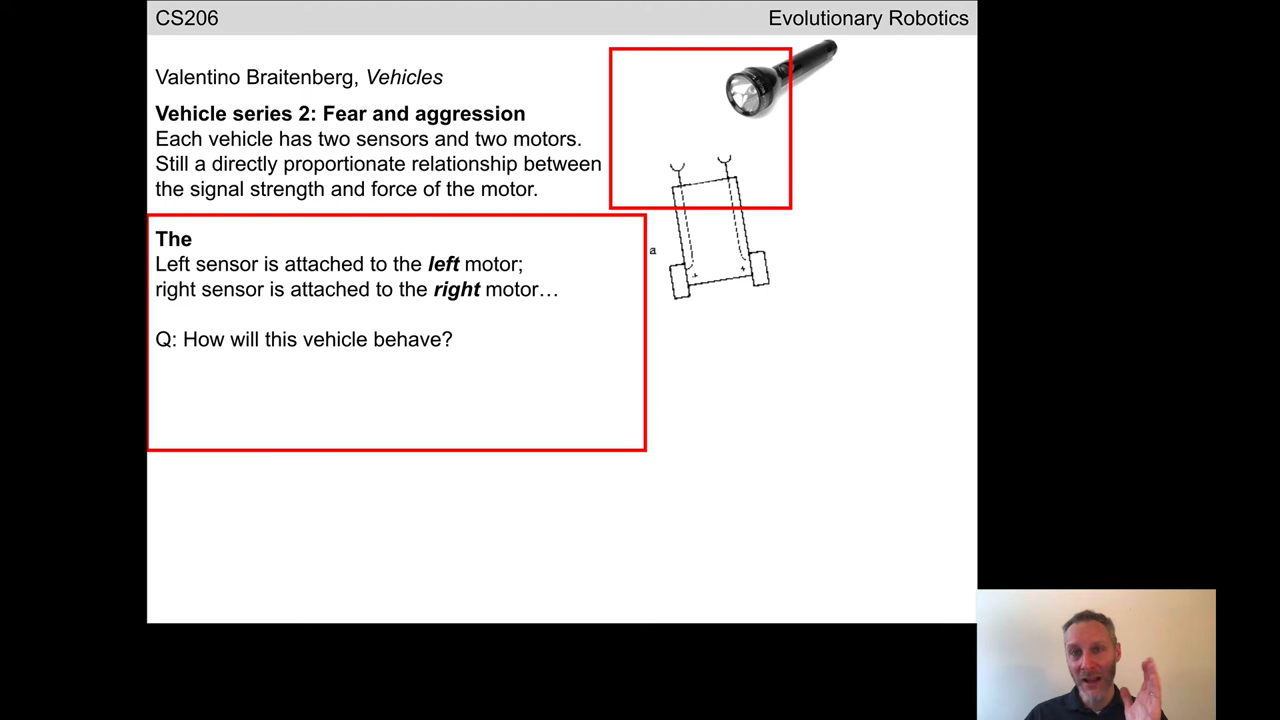 CS206
Evolutionary Robotics
Valentino Braitenberg, Vehicles
Vehicle series 2: Fear and aggression
Each vehicle has two sensors and two motors.
Still a directly proportionate relationship between
the signal strength and force of the motor.
The
Left sensor is attached to the left motor;
right sensor is attached to the right motor…
Q: How will this vehicle behave?
a
+
+